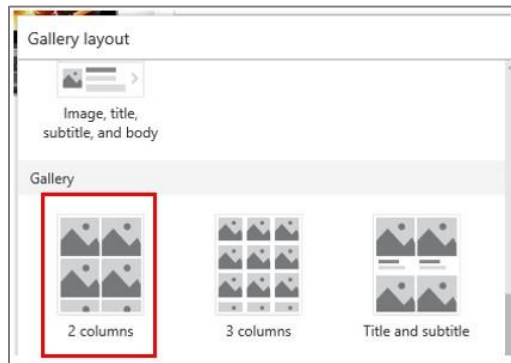 Gallery layout
Image, title,
subtitle, and body
Gallery
2 columns
3 columns
Title and subtitle